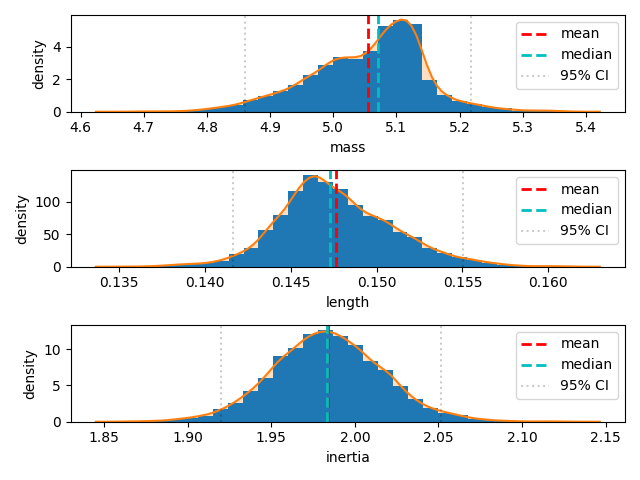 density
4
2
0
4.6 4.7 4.8 4.9 5.0 5.1 5.2 5.3 5.4
mass
mean
median
95% CI
density
100
50
0
0.135 0.140 0.145 0.150 0.155 0.160
length
mean
median
95% CI
density
10
5
0
1.85 1.90 1.95 2.00 2.05 2.10 2.15
inertia
mean
median
95% CI